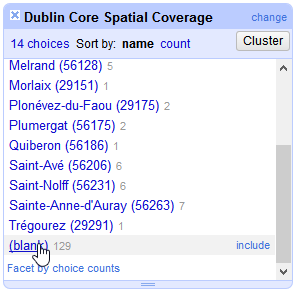 Dublin Core Spatial Coverage change
14 choices Sort by: name count Cluster
Melrand (56128) 5
Morlaix (29151) 1
Plonévez-du-Faou (29175) 2
Plumergat (56175) 2
Quiberon (56186) 1
Saint-Avé (56206) 6
Saint-Nolff (56231) 6
Sainte-Anne-d'Auray (56263) 7
Trégourez (29291) 1
(blank) 129 include
Facet by choice counts